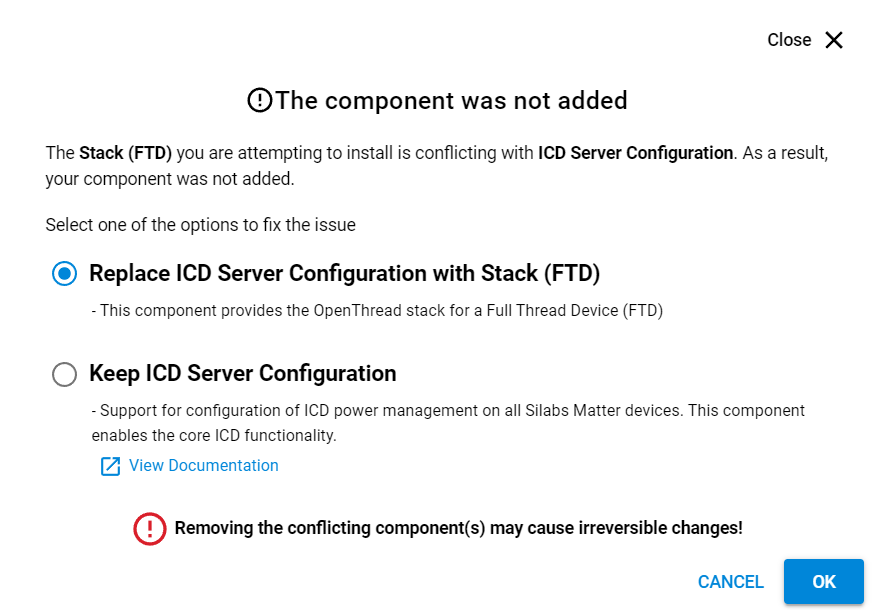 Close
The component was not added
The Stack (FTD) you are attempting to install is conflicting with ICD Server Configuration. As a result,
your component was not added.
Select one of the options to fix the issue
Replace ICD Server Configuration with Stack (FTD)
- This component provides the OpenThread stack for a Full Thread Device (FTD)
Keep ICD Server Configuration
- Support for configuration of ICD power management on all Silabs Matter devices. This component
enables the core ICD functionality.
View Documentation
Removing the conflicting component(s) may cause irreversible changes!
CANCEL OK